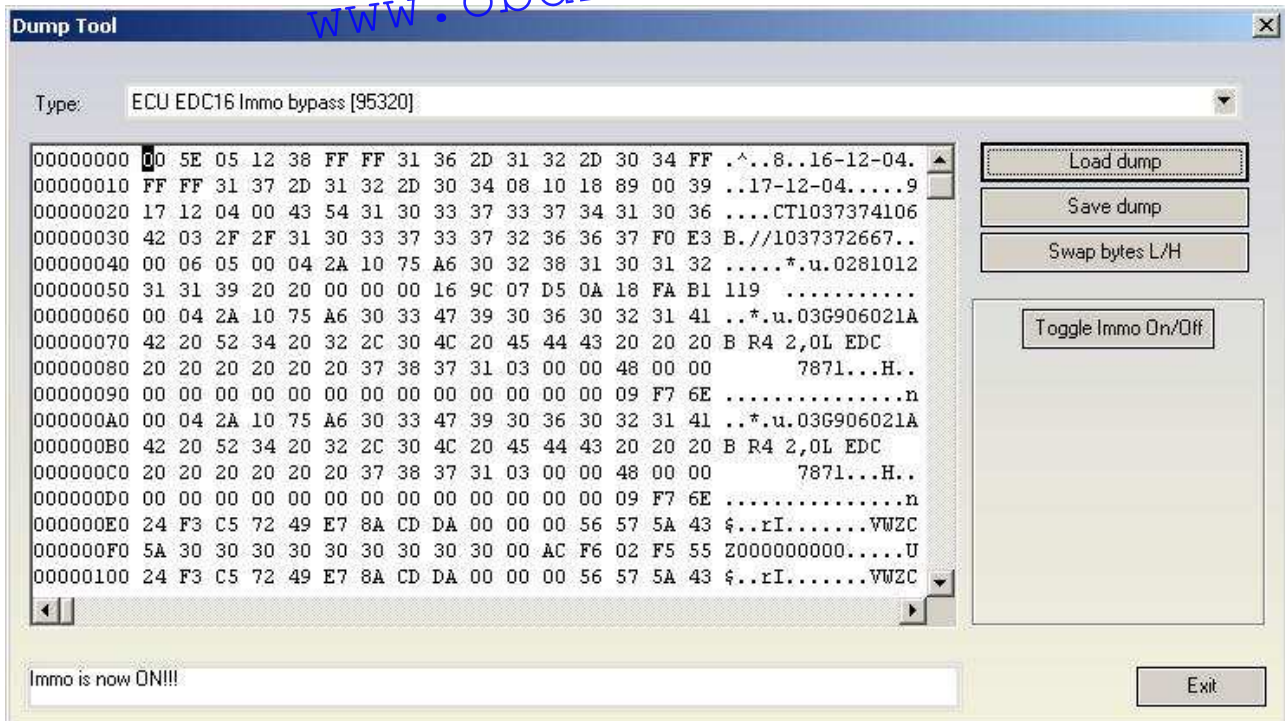 www.obd
Dump Tool
Type: ECU EDC16 Immo bypass [95320]
00000000 00 5E 05 12 38 FF FF 31 36 2D 31 32 2D 30 34 FF .^..8..16-12-04.
00000010 FF FF 31 37 2D 31 32 2D 30 34 08 10 18 89 00 39 ..17-12-04.....9
00000020 17 12 04 00 43 54 31 30 33 37 33 37 34 31 30 36 ....CT1037374106
00000030 42 03 2F 2F 31 30 33 37 33 37 32 36 36 37 F0 E3 B.//1037372667..
00000040 00 06 05 00 04 2A 10 75 A6 30 32 38 31 30 31 32 .....*.u.0281012
00000050 31 31 39 20 20 00 00 00 16 9C 07 D5 0A 18 FA B1 119  ...........
00000060 00 04 2A 10 75 A6 30 33 47 39 30 36 30 32 31 41 ..*.u.03G906021A
00000070 42 20 52 34 20 32 2C 30 4C 20 45 44 43 20 20 20 B R4 2,0L EDC
00000080 20 20 20 20 20 20 37 38 37 31 03 00 00 48 00 00       7871...H..
00000090 00 00 00 00 00 00 00 00 00 00 00 00 00 09 F7 6E ...............n
000000A0 00 04 2A 10 75 A6 30 33 47 39 30 36 30 32 31 41 ..*.u.03G906021A
000000B0 42 20 52 34 20 32 2C 30 4C 20 45 44 43 20 20 20 B R4 2,0L EDC
000000C0 20 20 20 20 20 20 37 38 37 31 03 00 00 48 00 00       7871...H..
000000D0 00 00 00 00 00 00 00 00 00 00 00 00 00 09 F7 6E ...............n
000000E0 24 F3 C5 72 49 E7 8A CD DA 00 00 00 56 57 5A 43 $..rI.......VWZC
000000F0 5A 30 30 30 30 30 30 30 30 30 00 AC F6 02 F5 55 Z000000000.....U
00000100 24 F3 C5 72 49 E7 8A CD DA 00 00 00 56 57 5A 43 $..rI.......VWZC
Load dump
Save dump
Swap bytes L/H
Toggle Immo On/Off
Immo is now ON!!!
Exit